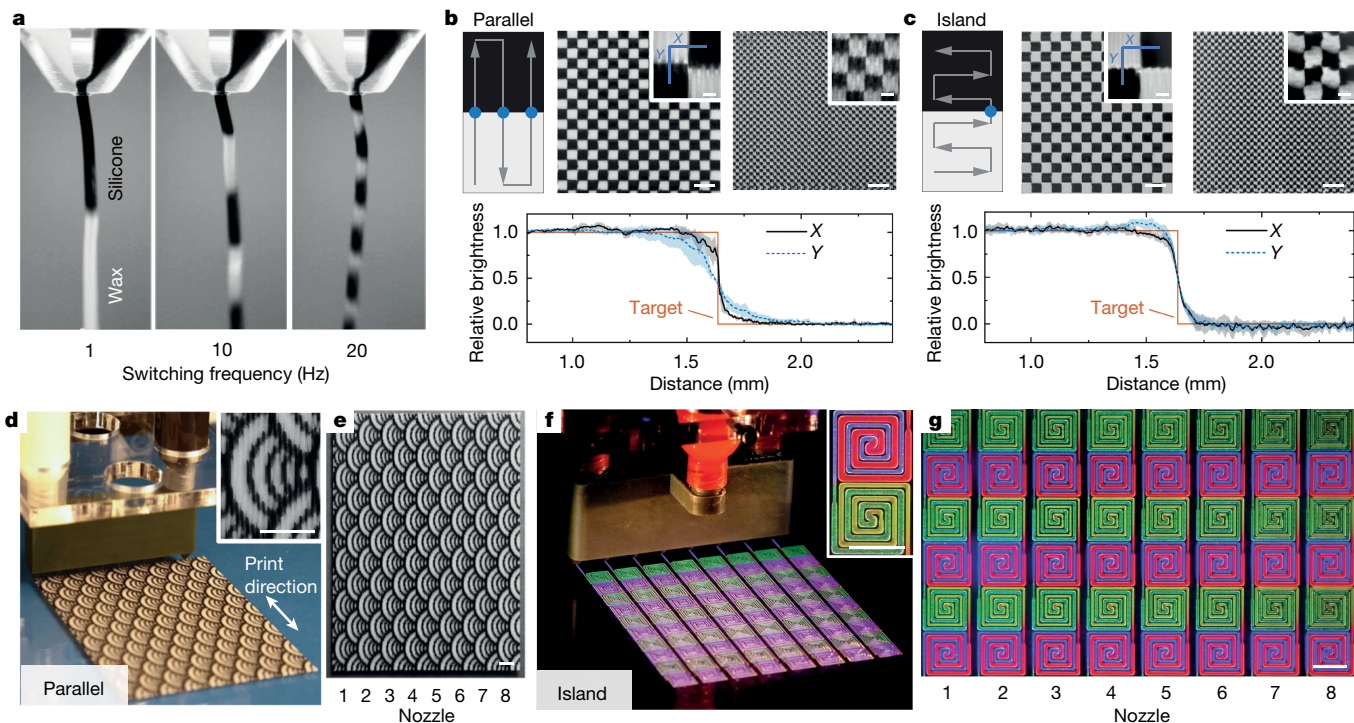 a
Silicone
Wax
1
10
20
Switching frequency (Hz)
b Parallel
X
Y
Relative brightness
1.0
0.5
0.0
X
Y
Target
1.0
1.5
2.0
Distance (mm)
c Island
X
Y
Relative brightness
1.0
0.5
0.0
X
Y
Target
1.0
1.5
2.0
Distance (mm)
d
Print
direction
Parallel
e
1 2 3 4 5 6 7 8
Nozzle
f
Island
g
1 2 3 4 5 6 7 8
Nozzle